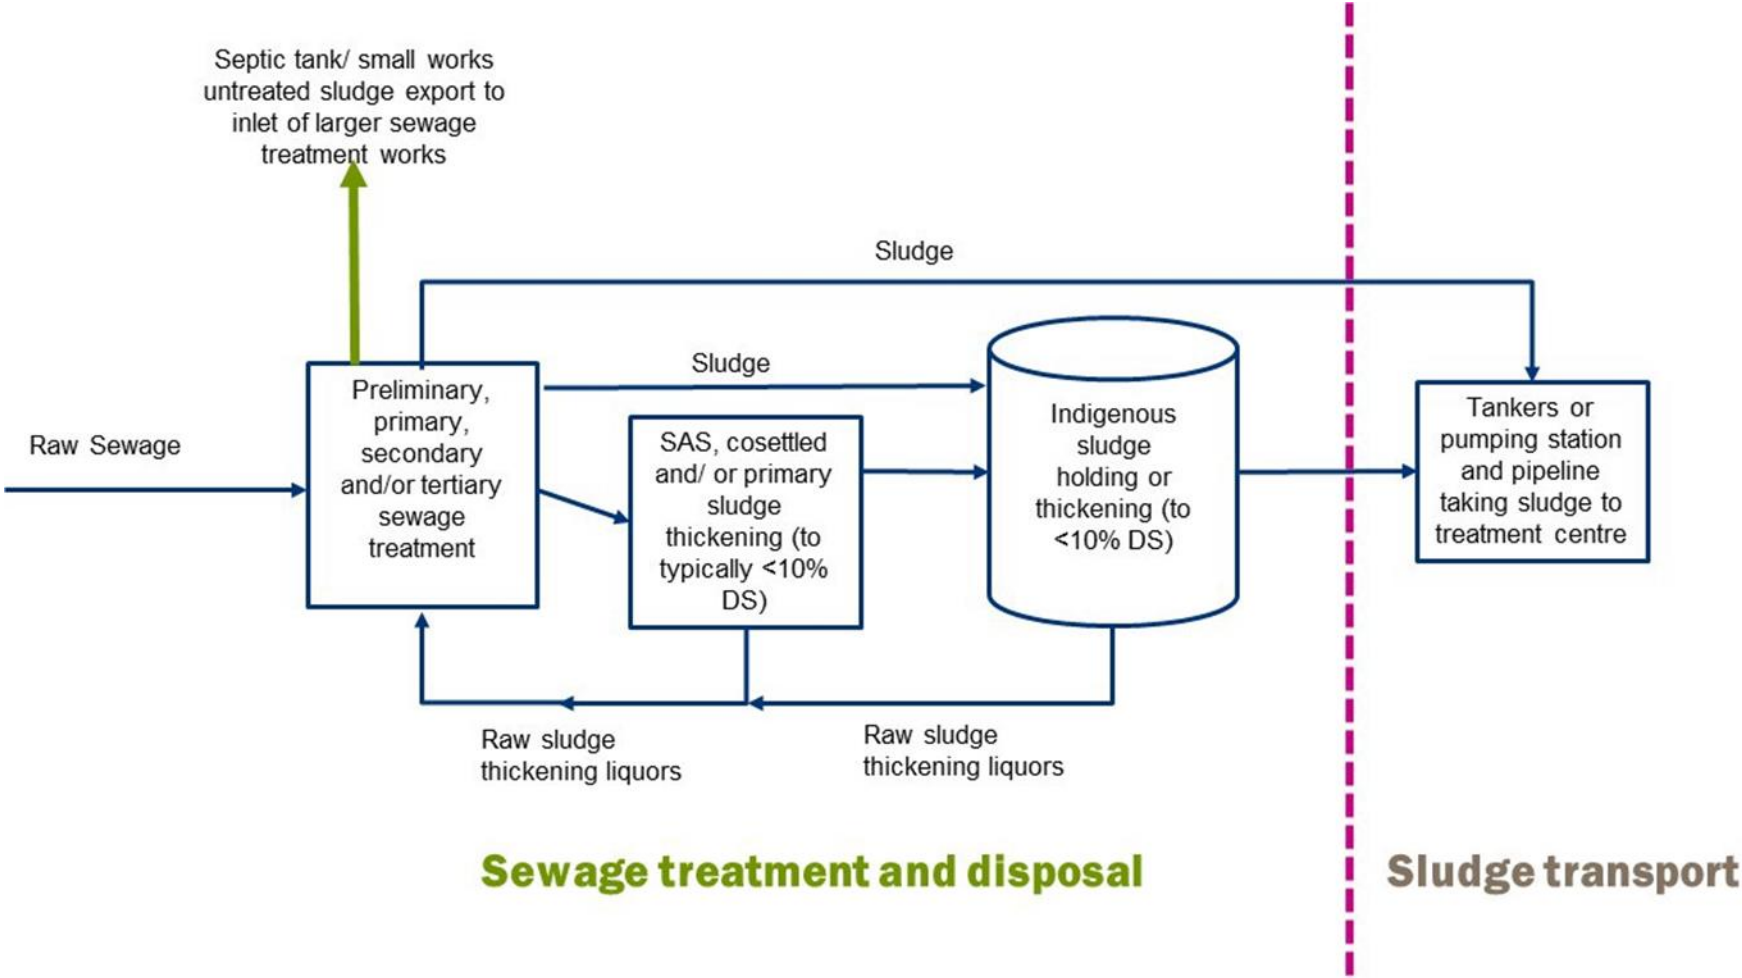 Septic tank/ small works
untreated sludge export to
inlet of larger sewage
treatment works
Sludge
Sludge
Raw Sewage
Preliminary,
primary,
secondary
and/or tertiary
sewage
treatment
SAS, cosettled
and/ or primary
sludge
thickening (to
typically <10%
DS)
Indigenous
sludge
holding or
thickening (to
<10% DS)
Tankers or
pumping station
and pipeline
taking sludge to
treatment centre
Raw sludge
thickening liquors
Raw sludge
thickening liquors
Sewage treatment and disposal
Sludge transport